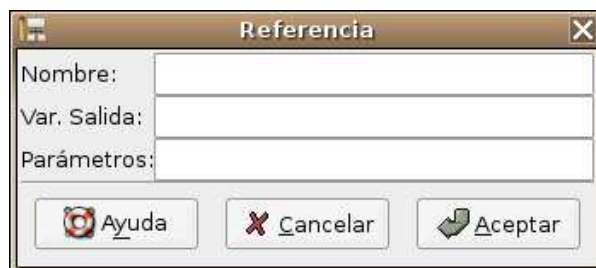 Referencia
Nombre:
Var. Salida:
Parámetros:
Ayuda Cancelar Aceptar